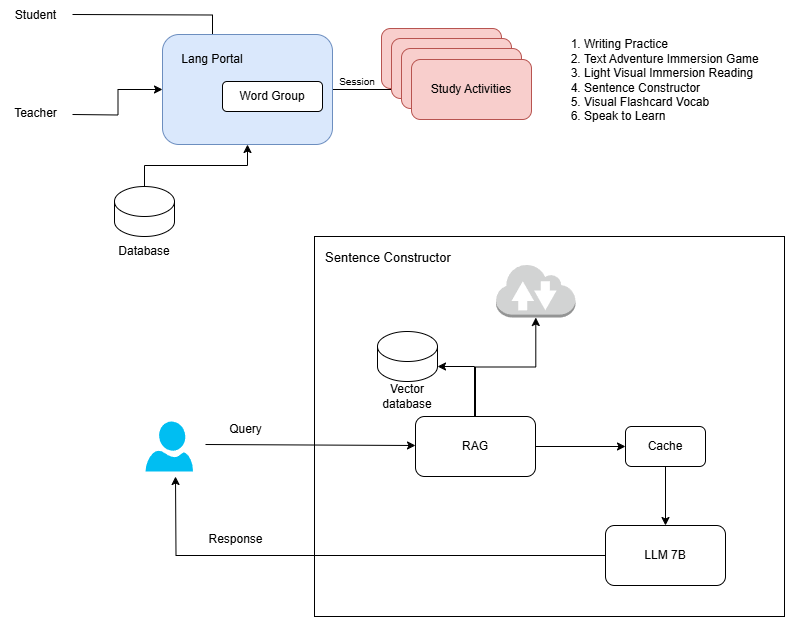 Student
Lang Portal
Word Group
Teacher
Database
Session
Study Activities
1. Writing Practice
2. Text Adventure Immersion Game
3. Light Visual Immersion Reading
4. Sentence Constructor
5. Visual Flashcard Vocab
6. Speak to Learn
Sentence Constructor
Vector
database
Query
RAG
Cache
Response
LLM 7B